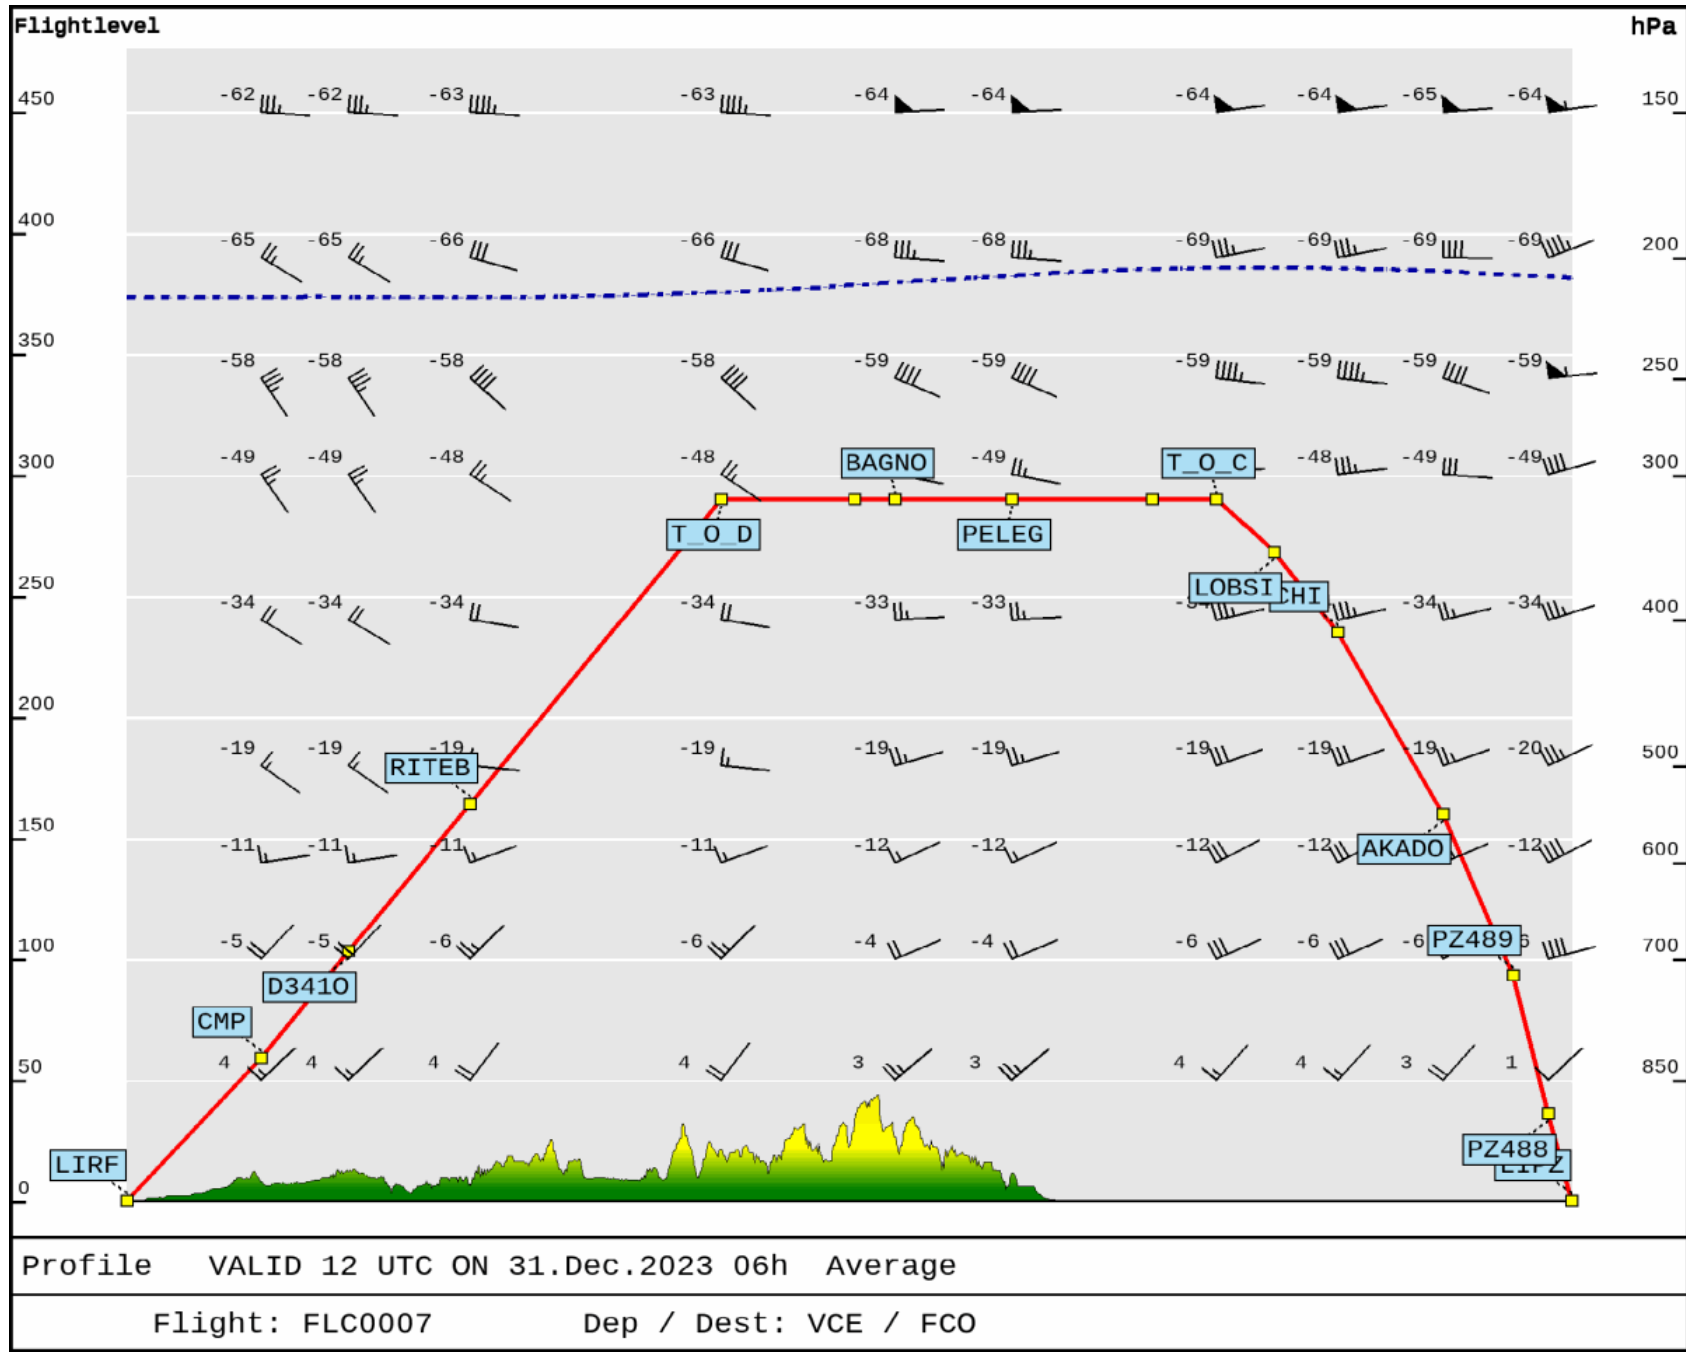 Flightlevel hPa
450 -62 -62 -63 -63 -64 -64 -64 -64 -65 -64 150
400 -65 -65 -66 -66 -68 -68 -69 -69 -69 -69 200
350 -58 -58 -58 -58 -59 -59 -59 -59 -59 -59 250
300 -49 -49 -48 -48 BAGNO -49 T_O_C -48 -49 -49 300
T_O_D PELEG
250 -34 -34 -34 -34 -33 -33 LOBSI CHI -34 -34 400
200
-19 -19 -19 -19 -19 -19 -19 -19 -19 -20 500
RITEB
150 -11 -11 -11 -11 -12 -12 -12 -12 AKADO -12 600
100 -5 -5 -6 -6 -4 -4 -6 -6 -6 PZ489 6 700
D341O
CMP
50 4 4 4 4 3 3 4 4 3 1 850
PZ488
LIRF LIPZ
0
Profile VALID 12 UTC ON 31.Dec.2023 06h Average
Flight: FLC0007 Dep / Dest: VCE / FCO